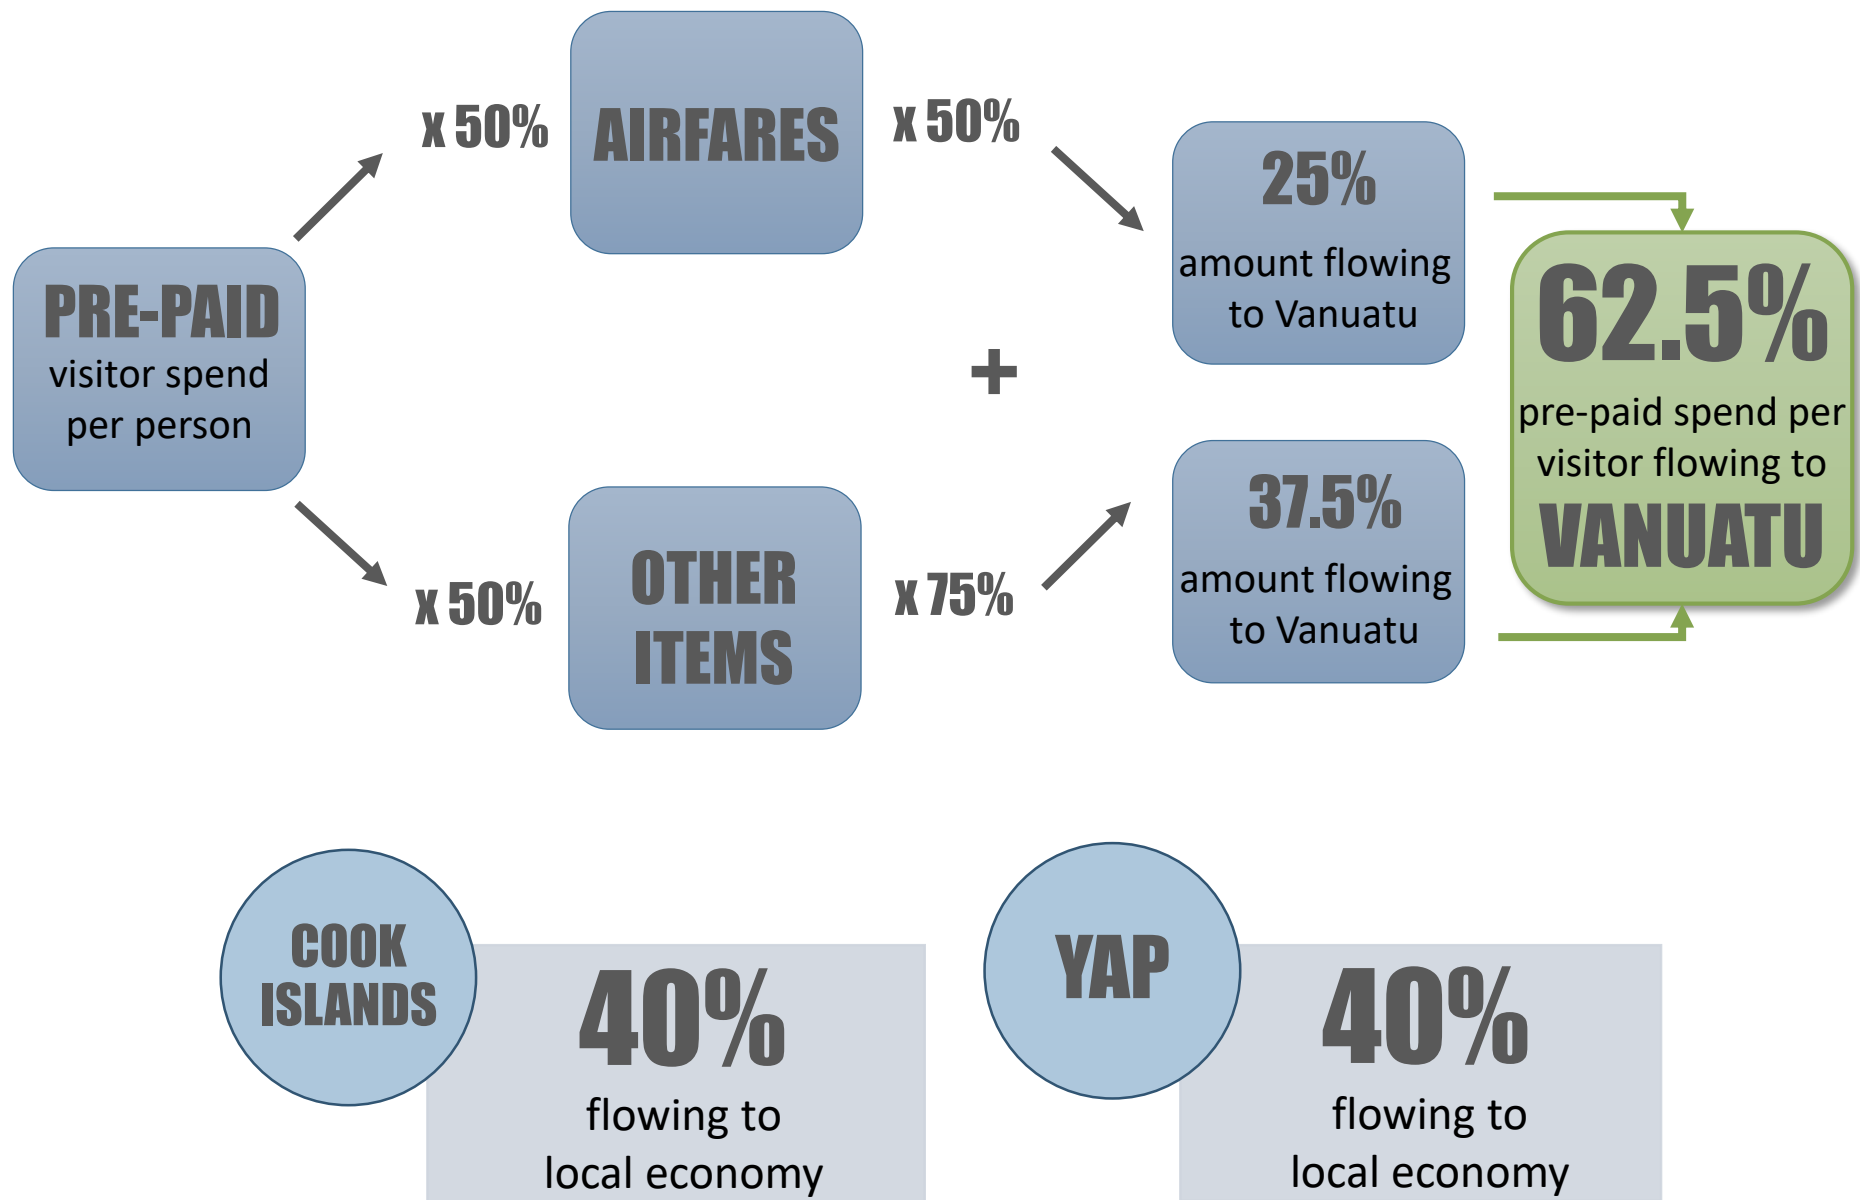 PRE-PAID
visitor spend
per person
x 50%
AIRFARES
x 50%
25%
amount flowing
to Vanuatu
+
x 50%
OTHER
ITEMS
x 75%
37.5%
amount flowing
to Vanuatu
62.5%
pre-paid spend per
visitor flowing to
VANUATU
COOK
ISLANDS
40%
flowing to
local economy
YAP
40%
flowing to
local economy